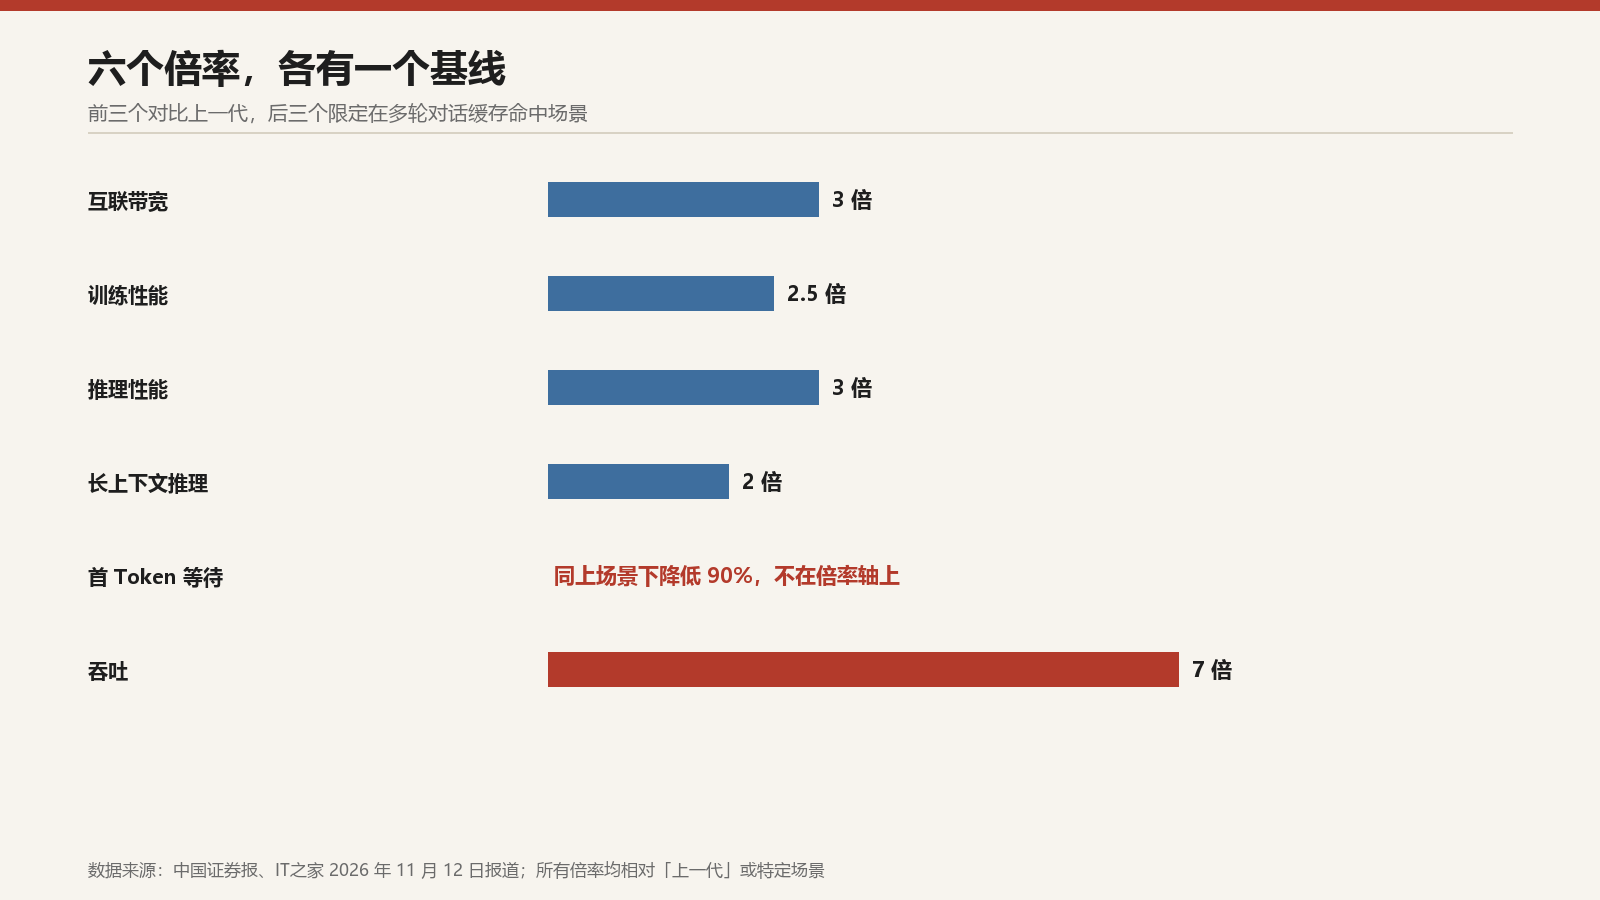 六个倍率，各有一个基线
前三个对比上一代，后三个限定在多轮对话缓存命中场景
互联带宽
3 倍
训练性能
2.5 倍
推理性能
3 倍
长上下文推理
2 倍
首 Token 等待
同上场景下降低 90%，不在倍率轴上
吞吐
7 倍
数据来源：中国证券报、IT之家 2026 年 11 月 12 日报道；所有倍率均相对「上一代」或特定场景